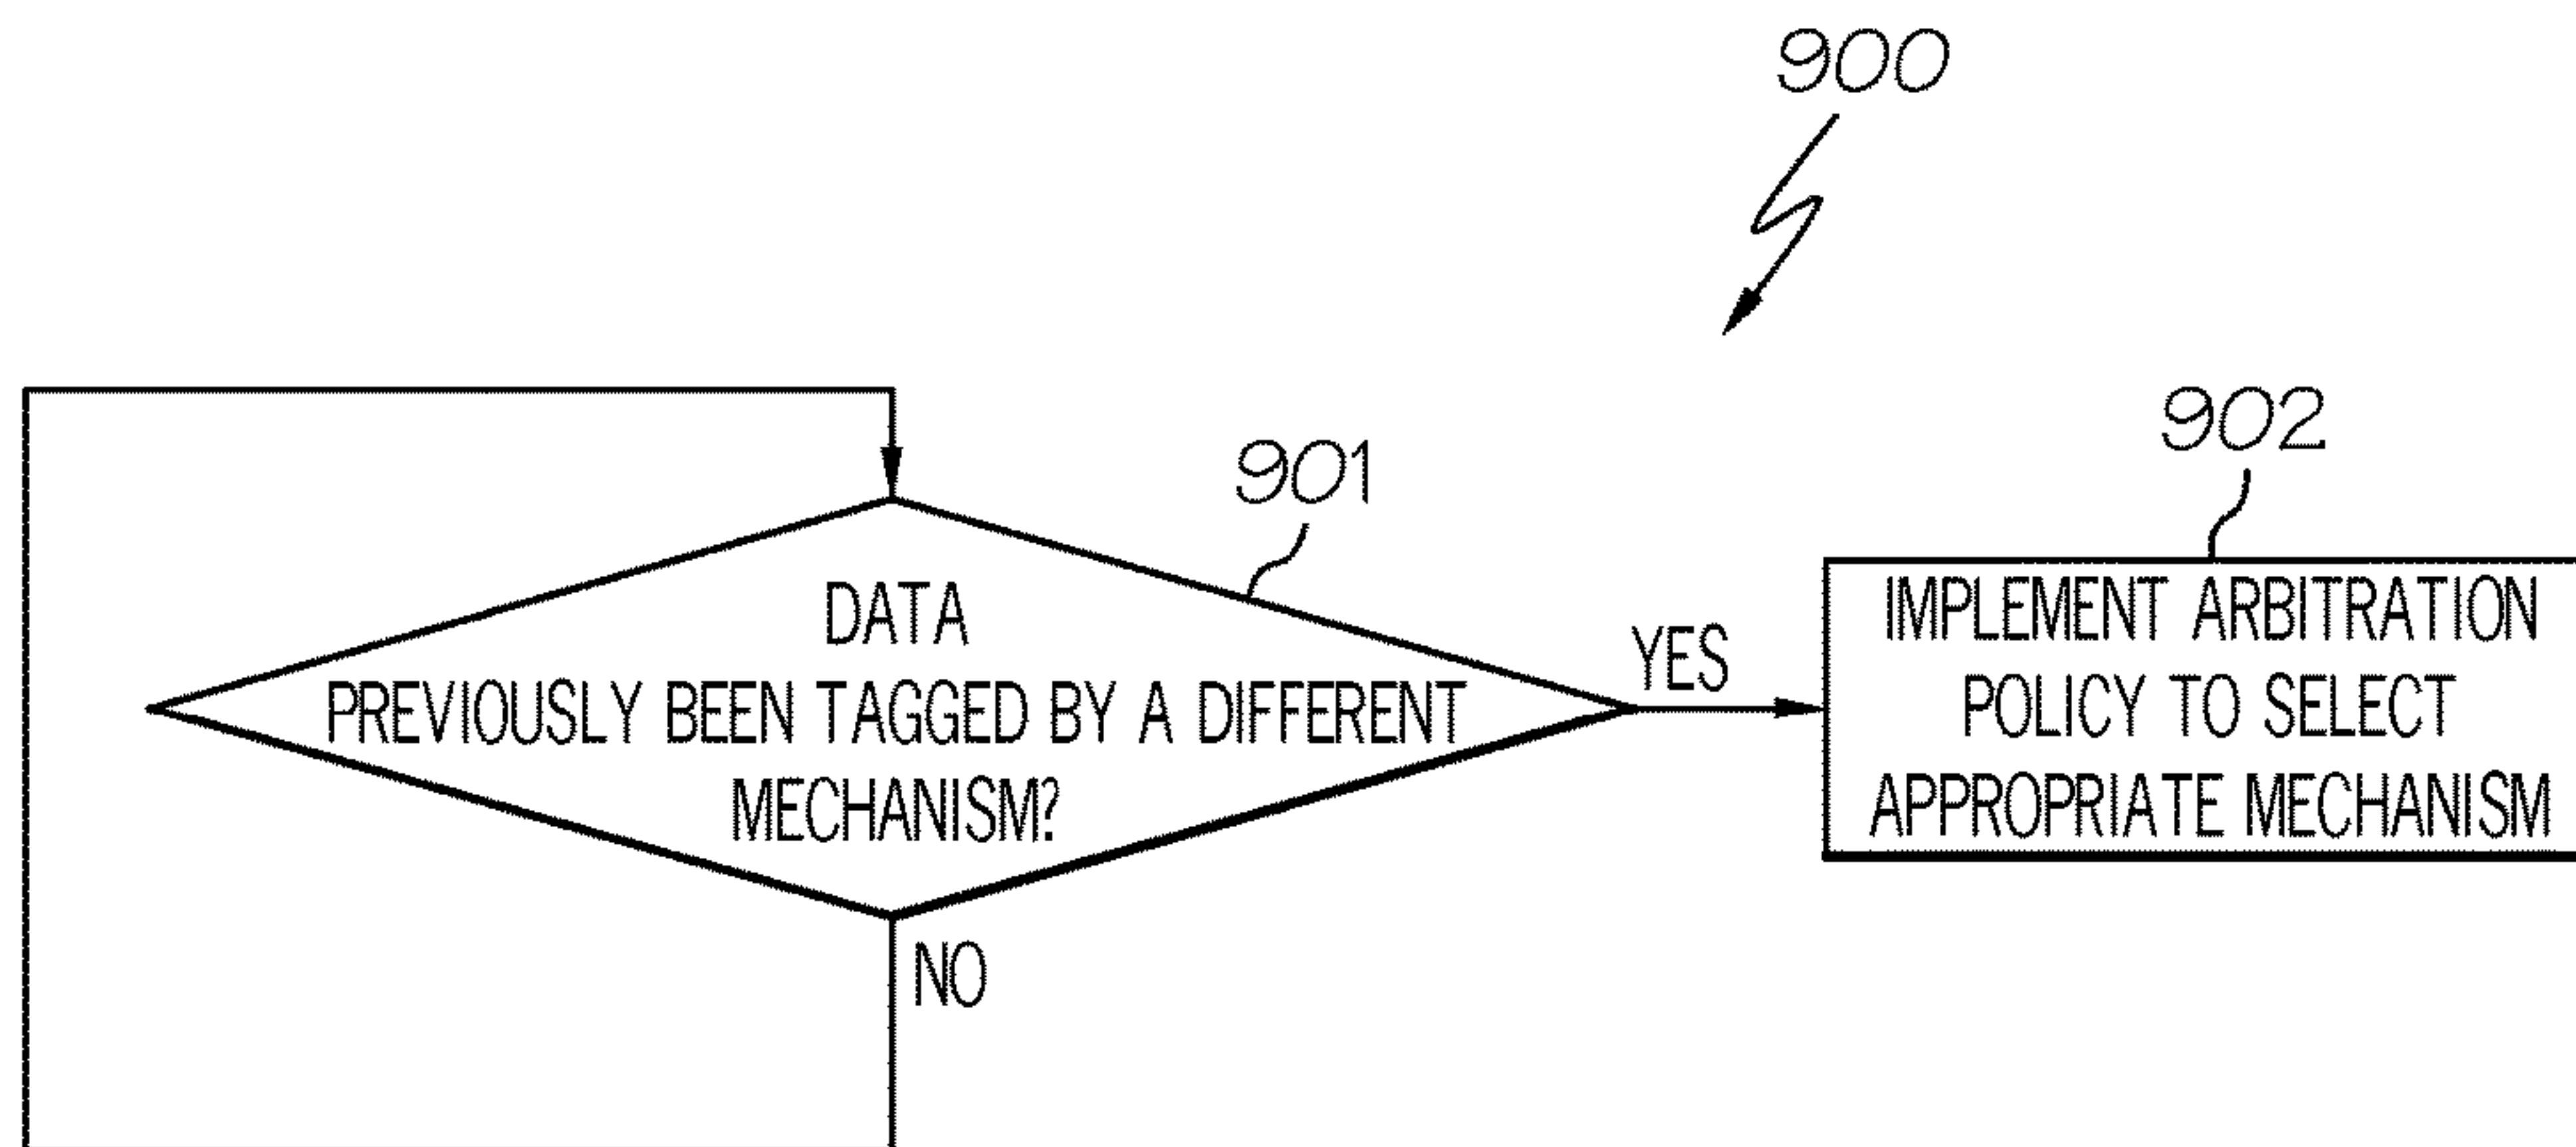 900
901
902
DATA
PREVIOUSLY BEEN TAGGED BY A DIFFERENT
MECHANISM?
YES
NO
IMPLEMENT ARBITRATION
POLICY TO SELECT
APPROPRIATE MECHANISM